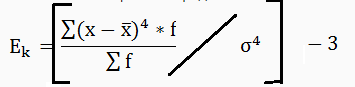 E_k = [ ∑(x − x̄)⁴ * f / ∑ f / σ⁴ ] − 3